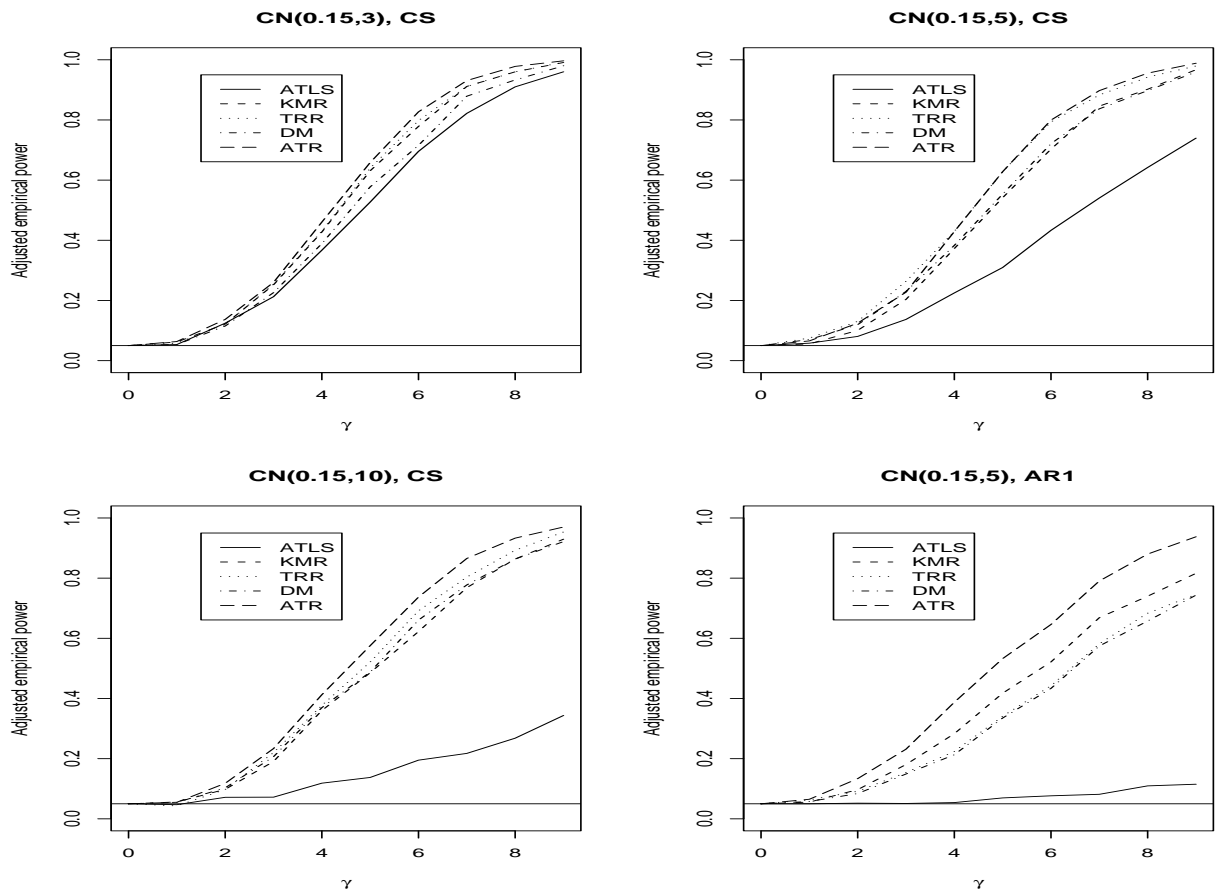 CN(0.15,3), CS
Adjusted empirical power
1.0
0.8
0.6
0.4
0.2
0.0
ATLS
KMR
TRR
DM
ATR
0 2 4 6 8
γ
CN(0.15,5), CS
Adjusted empirical power
1.0
0.8
0.6
0.4
0.2
0.0
ATLS
KMR
TRR
DM
ATR
0 2 4 6 8
γ
CN(0.15,10), CS
Adjusted empirical power
1.0
0.8
0.6
0.4
0.2
0.0
ATLS
KMR
TRR
DM
ATR
0 2 4 6 8
γ
CN(0.15,5), AR1
Adjusted empirical power
1.0
0.8
0.6
0.4
0.2
0.0
ATLS
KMR
TRR
DM
ATR
0 2 4 6 8
γ